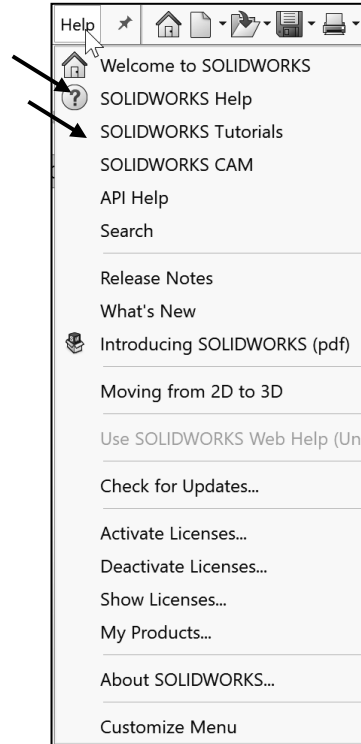 Help
Welcome to SOLIDWORKS
? SOLIDWORKS Help
SOLIDWORKS Tutorials
SOLIDWORKS CAM
API Help
Search
Release Notes
What's New
Introducing SOLIDWORKS (pdf)
Moving from 2D to 3D
Use SOLIDWORKS Web Help (Un
Check for Updates...
Activate Licenses...
Deactivate Licenses...
Show Licenses...
My Products...
About SOLIDWORKS...
Customize Menu